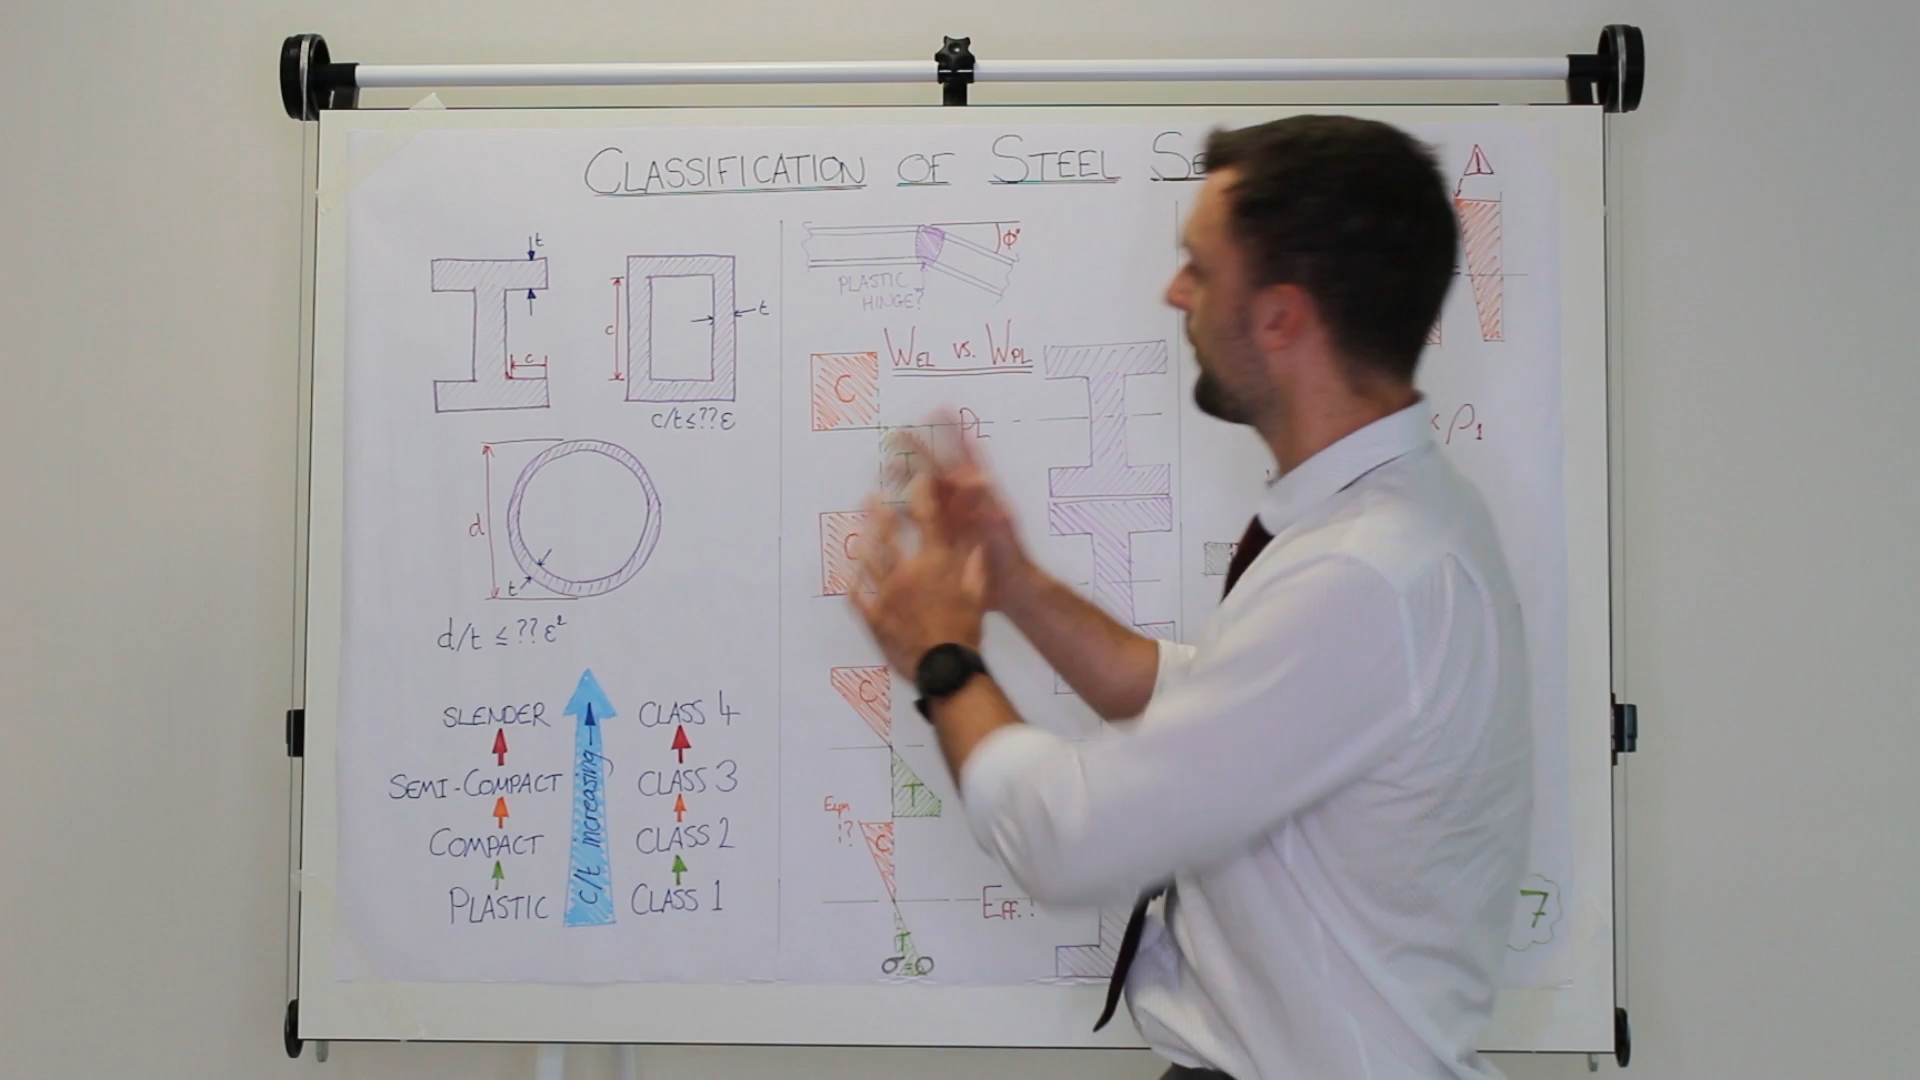 CLASSIFICATION OF STEEL SE
t
c
c
t
c/t≤??ε
d
t
d/t ≤ ??ε²
SLENDER
SEMI-COMPACT
COMPACT
PLASTIC
c/t increasing →
CLASS 4
CLASS 3
CLASS 2
CLASS 1
Φ°
PLASTIC
HINGE?
WEL vs. WPL
C
PL
T
C
C
T
C
T
EFF.
!
ρ1
7